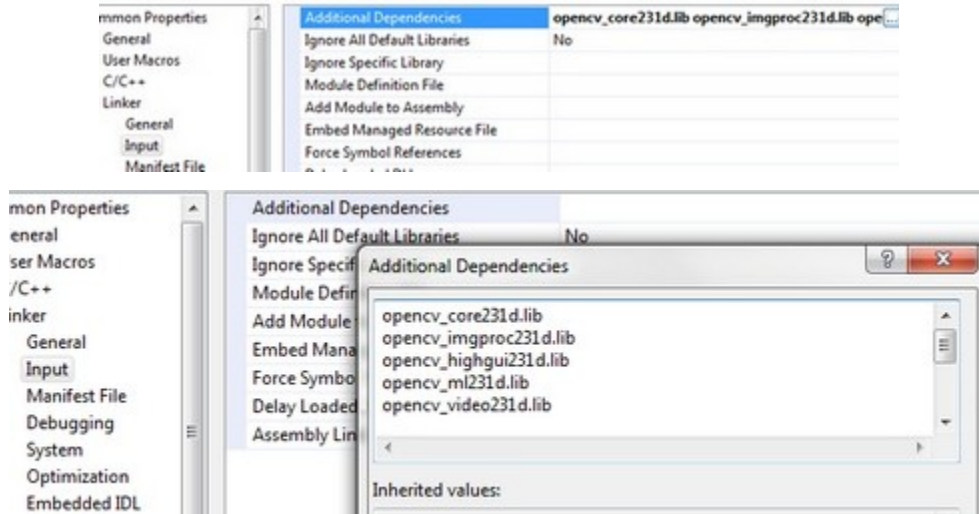 mmon Properties
General
User Macros
C/C++
Linker
General
Input
Manifest File
Additional Dependencies opencv_core231d.lib opencv_imgproc231d.lib ope ...
Ignore All Default Libraries No
Ignore Specific Library
Module Definition File
Add Module to Assembly
Embed Managed Resource File
Force Symbol References
mon Properties
eneral
ser Macros
/C++
inker
General
Input
Manifest File
Debugging
System
Optimization
Embedded IDL
Additional Dependencies
Ignore All Default Libraries No
Ignore Specif
Module Defin
Add Module
Embed Mana
Force Symbo
Delay Loaded
Assembly Lin
Additional Dependencies
opencv_core231d.lib
opencv_imgproc231d.lib
opencv_highgui231d.lib
opencv_ml231d.lib
opencv_video231d.lib
Inherited values: